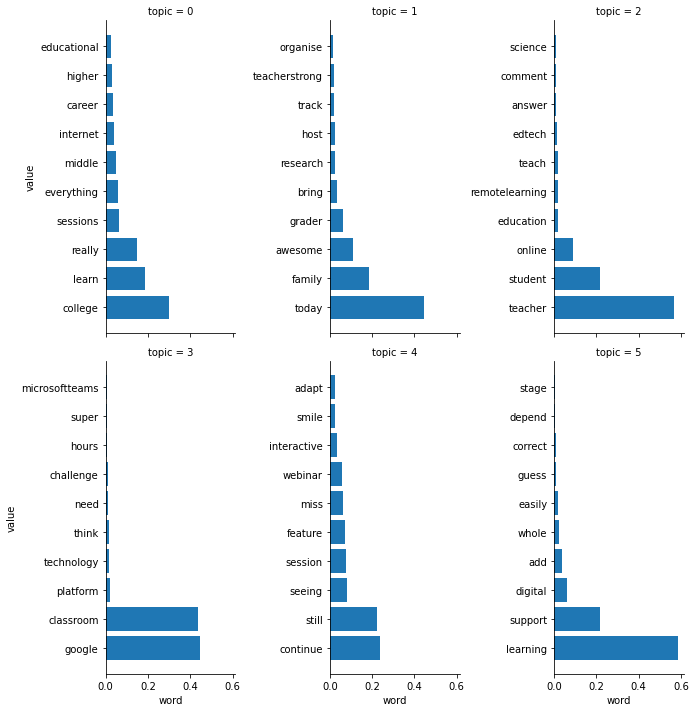 topic = 0
educational
higher
career
internet
middle
everything
sessions
really
learn
college
value
topic = 1
organise
teacherstrong
track
host
research
bring
grader
awesome
family
today
topic = 2
science
comment
answer
edtech
teach
remotelearning
education
online
student
teacher
topic = 3
microsoftteams
super
hours
challenge
need
think
technology
platform
classroom
google
value
0.0 0.2 0.4 0.6
word
topic = 4
adapt
smile
interactive
webinar
miss
feature
session
seeing
still
continue
0.0 0.2 0.4 0.6
word
topic = 5
stage
depend
correct
guess
easily
whole
add
digital
support
learning
0.0 0.2 0.4 0.6
word